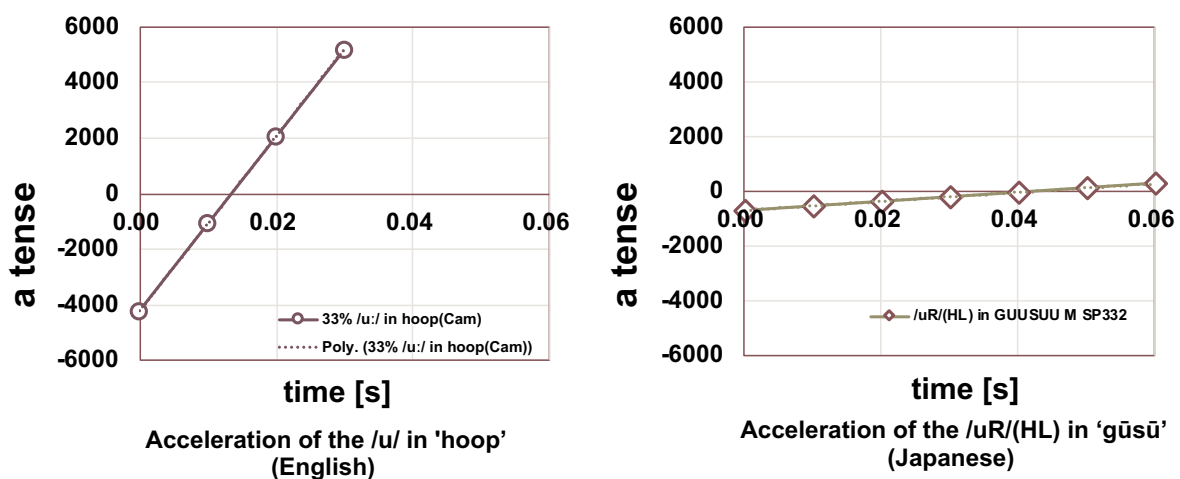 6000
4000
2000
0
-2000
-4000
-6000
0.00 0.02 0.04 0.06
a tense
33% /u:/ in hoop(Cam)
Poly. (33% /u:/ in hoop(Cam))
time [s]
Acceleration of the /u/ in 'hoop’
(English)
6000
4000
2000
0
-2000
-4000
-6000
0.00 0.02 0.04 0.06
a tense
/uR/(HL) in GUUSUU M SP332
time [s]
Acceleration of the /uR/(HL) in ‘gūsū’
(Japanese)